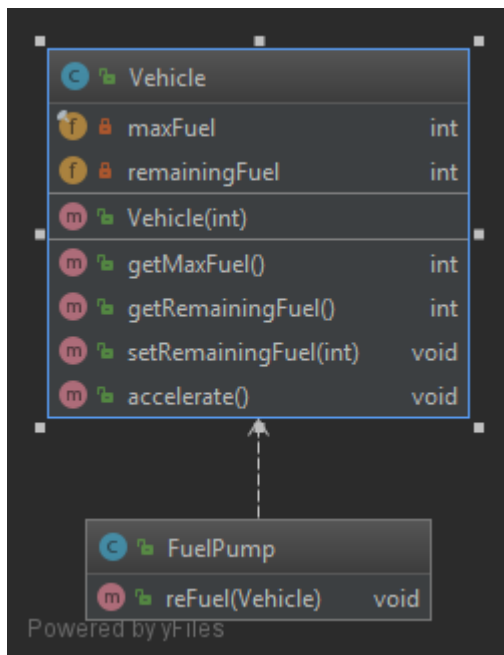 Vehicle
maxFuel int
remainingFuel int
Vehicle(int)
getMaxFuel() int
getRemainingFuel() int
setRemainingFuel(int) void
accelerate() void
FuelPump
reFuel(Vehicle) void
Powered by yFiles